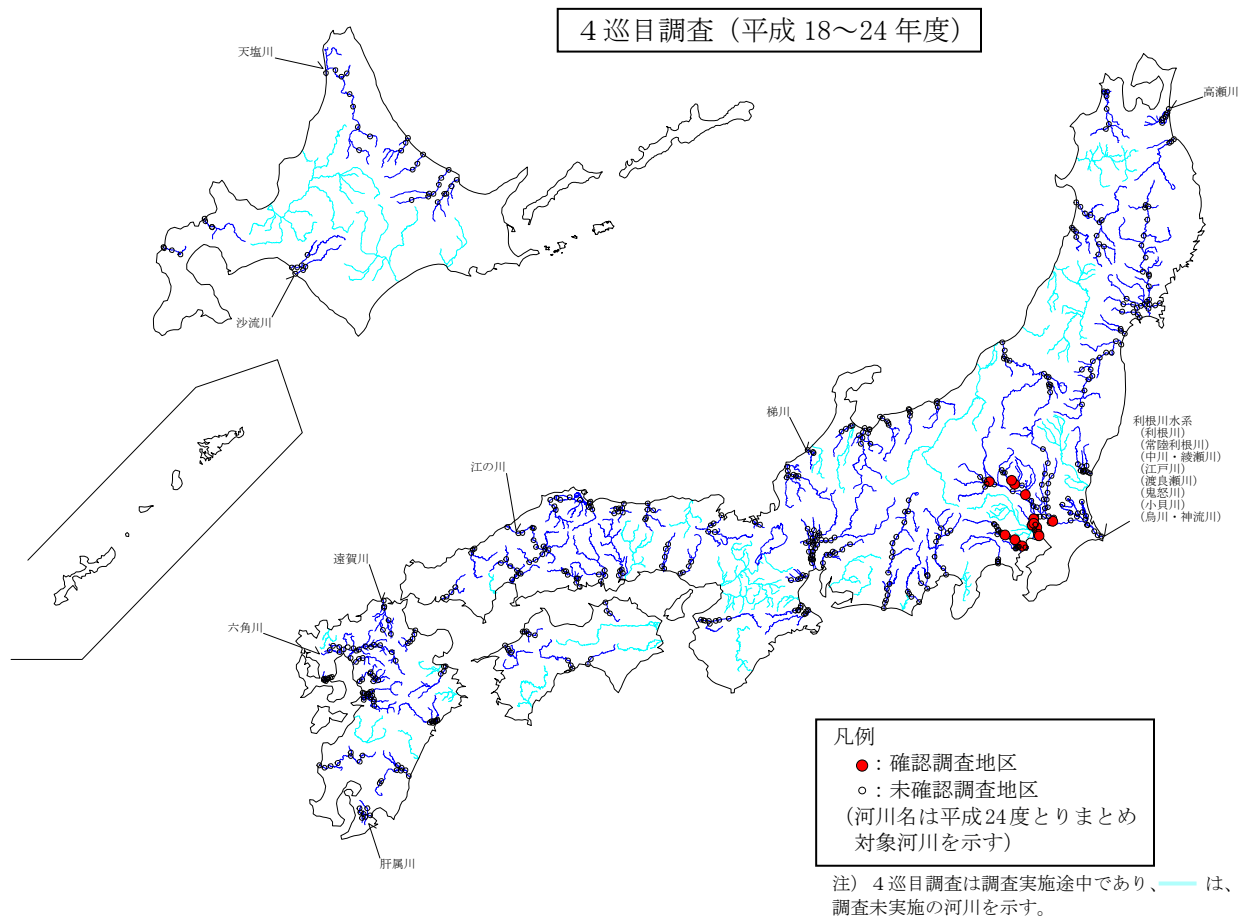 4巡目調査（平成 18～24 年度）
天塩川
高瀬川
沙流川
梯川
利根川水系
（利根川）
（常陸利根川）
（中川・綾瀬川）
（江戸川）
（渡良瀬川）
（鬼怒川）
（小貝川）
（烏川・神流川）
江の川
遠賀川
六角川
肝属川
凡例
：確認調査地区
：未確認調査地区
（河川名は平成24度とりまとめ
対象河川を示す）
注）４巡目調査は調査実施途中であり、 は、
調査未実施の河川を示す。